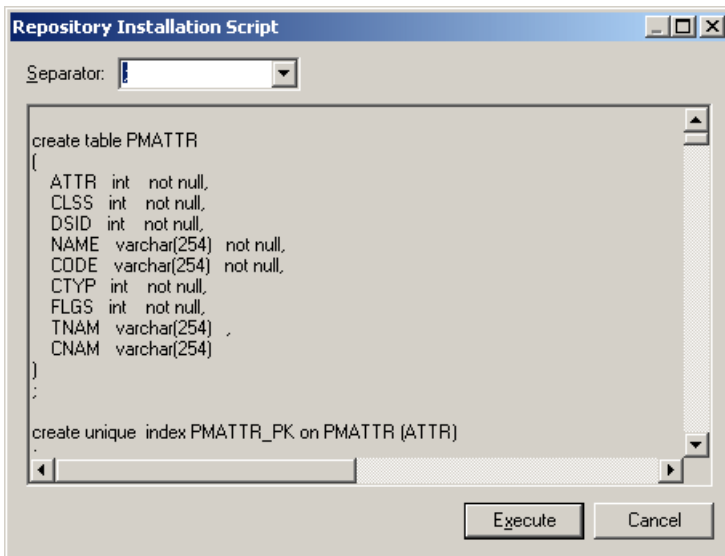 Repository Installation Script
Separator: ;
create table PMATTR
(
ATTR int not null,
CLSS int not null,
DSID int not null,
NAME varchar(254) not null,
CODE varchar(254) not null,
CTYP int not null,
FLGS int not null,
TNAM varchar(254) ,
CNAM varchar(254)
)
;
create unique index PMATTR_PK on PMATTR (ATTR)
Execute Cancel